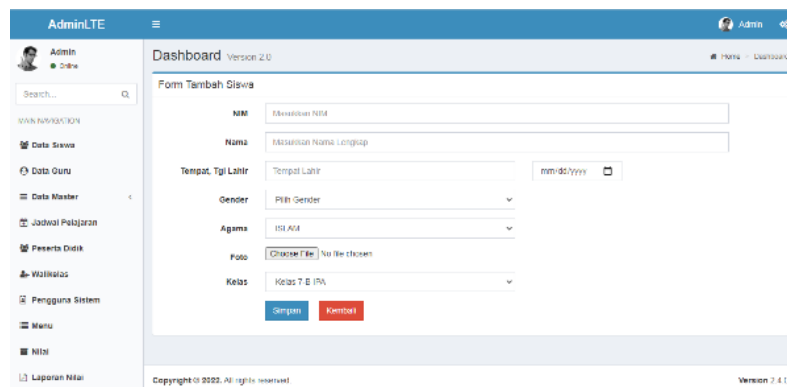 AdminLTE
Admin
Admin
Online
Dashboard Version 2.0
Home > Dashboard
Search...
MAIN NAVIGATION
Data Siswa
Data Guru
Data Master
Jadwal Pelajaran
Peserta Didik
Walikelas
Pengguna Sistem
Menu
Nilai
Laporan Nilai
Form Tambah Siswa
NIM Masukkan NIM
Nama Masukkan Nama Lengkap
Tempat, Tgl Lahir Tempat Lahir mm/dd/yyyy
Gender Pilih Gender
Agama ISLAM
Foto Choose File No file chosen
Kelas Kelas 7-B IPA
Simpan Kembali
Copyright © 2022. All rights reserved.
Version 2.4.0